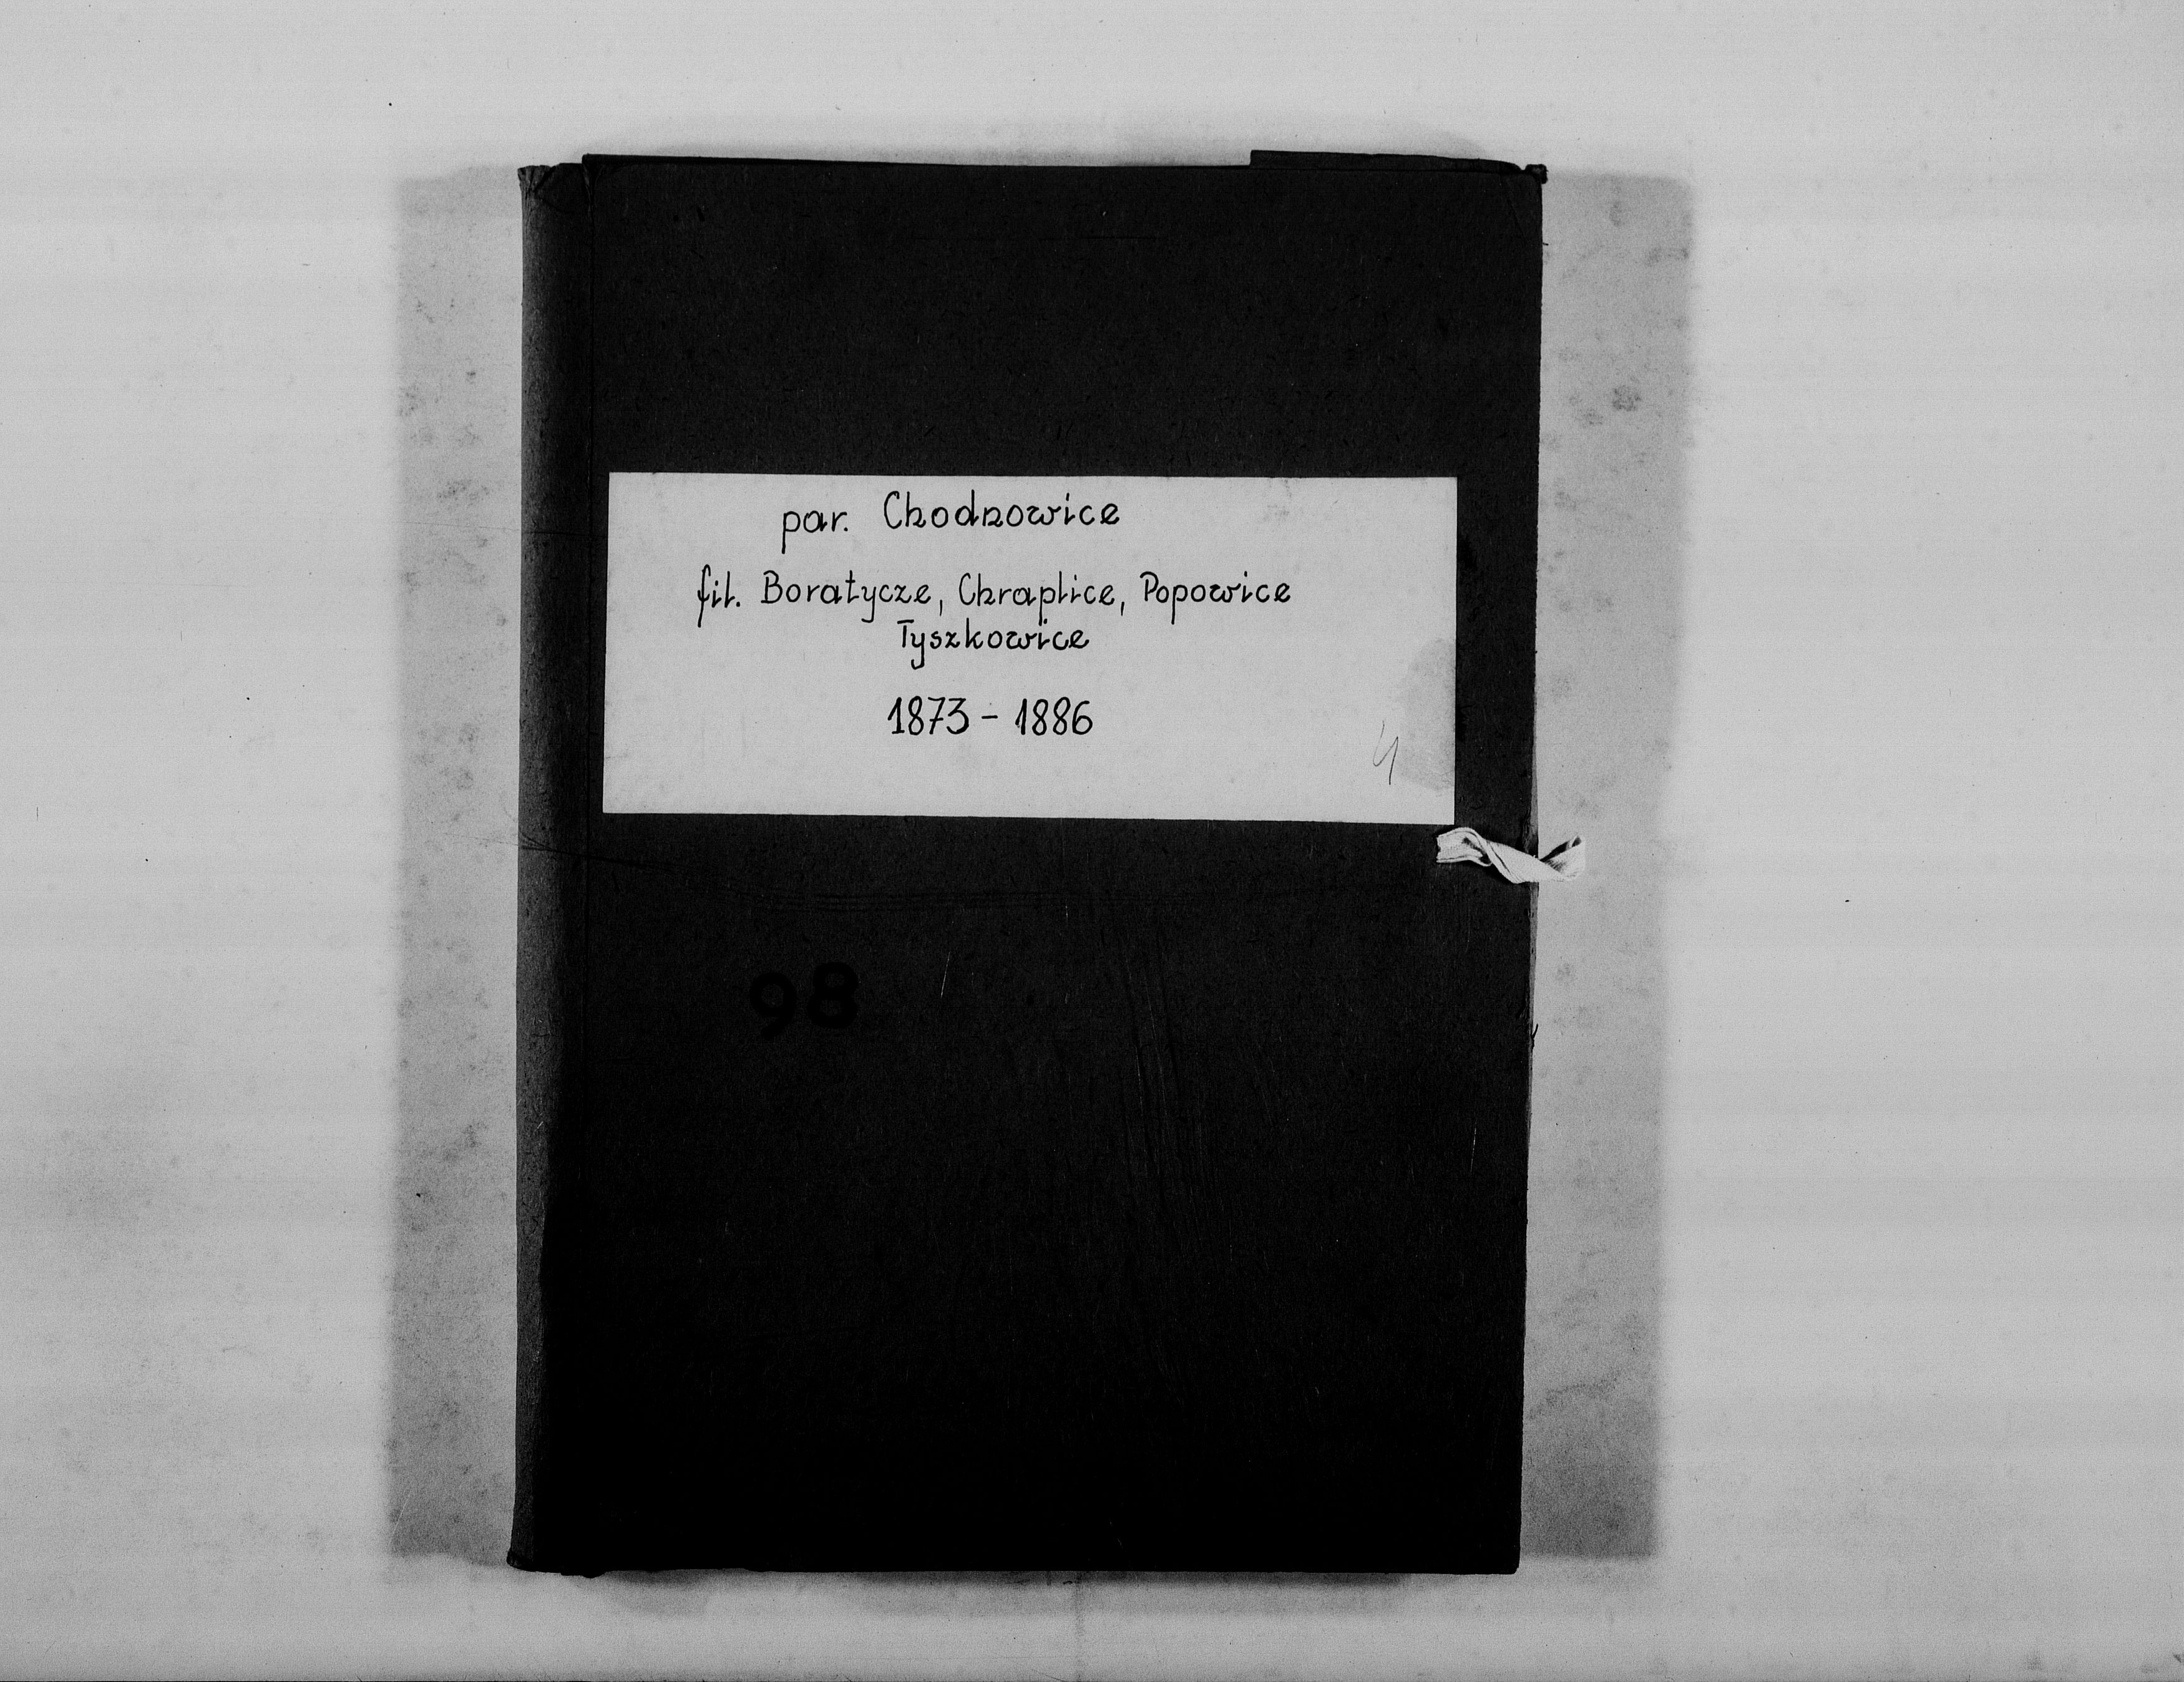 par. Chodnowice
fil. Boratycze, Chraplice, Popowice
Tyszkowice
1873 - 1886
4
98